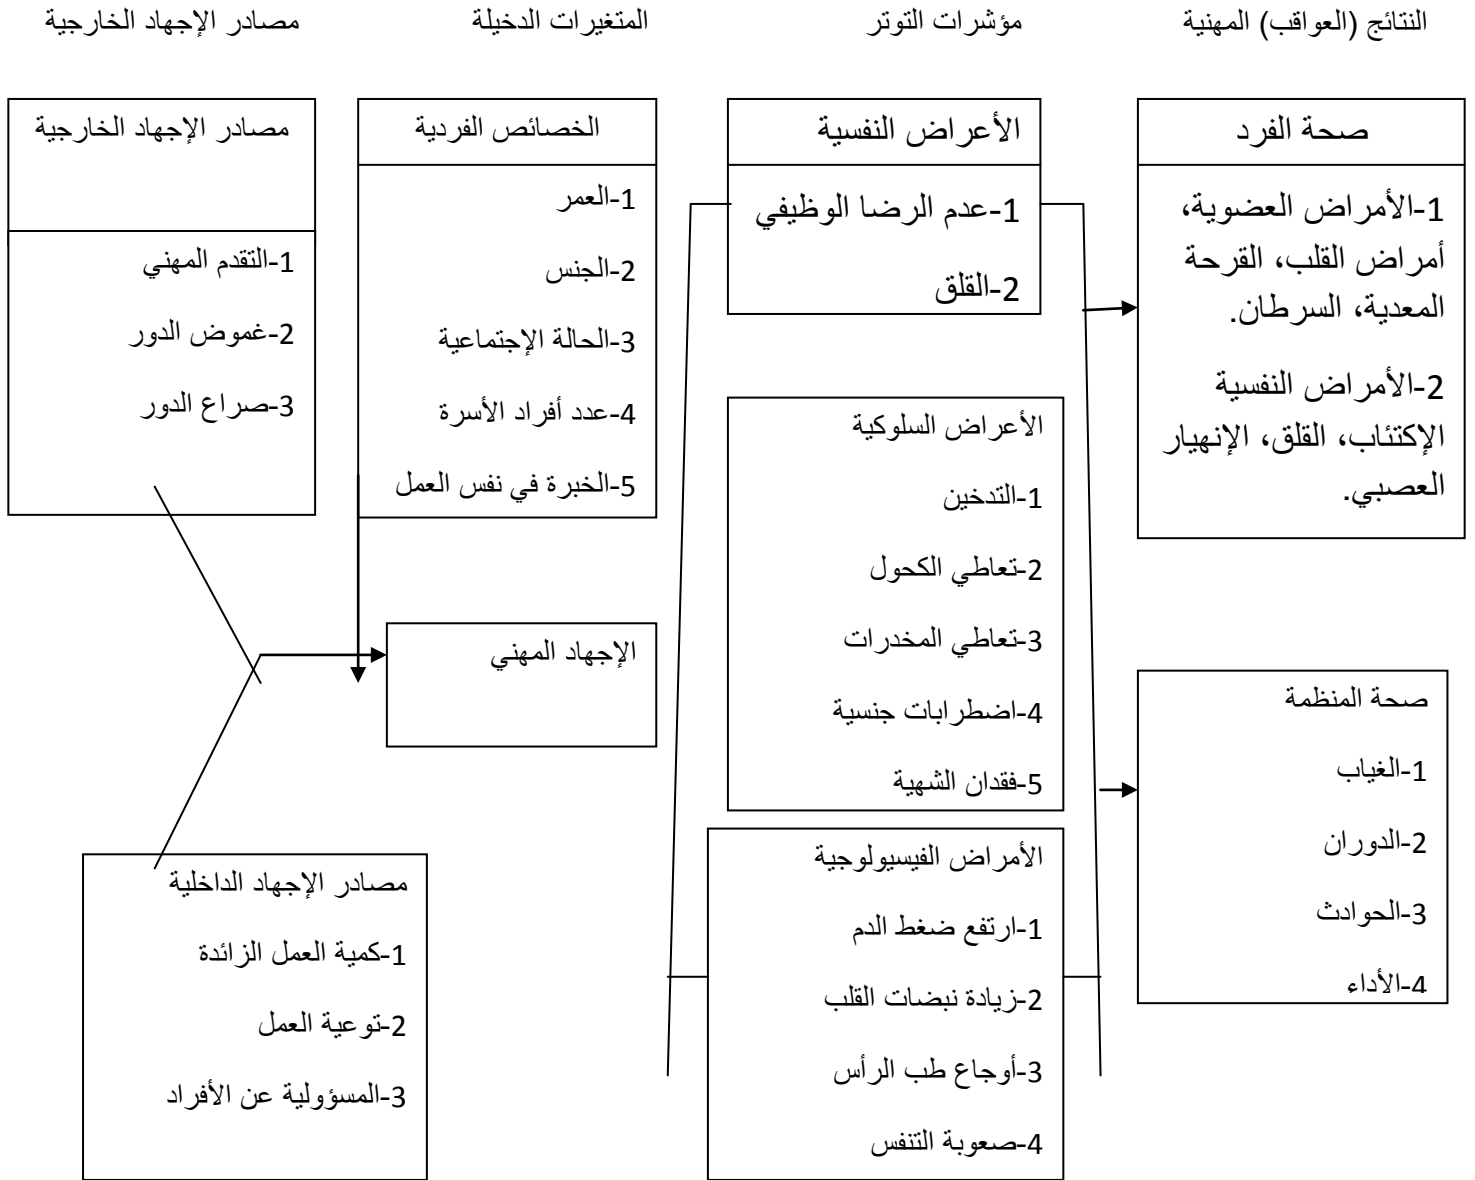 النتائج (العواقب) المهنية
مؤشرات التوتر
المتغيرات الدخيلة
مصادر الإجهاد الخارجية
صحة الفرد
1-الأمراض العضوية،
أمراض القلب، القرحة
المعدية، السرطان.
2-الأمراض النفسية
الإكتئاب، القلق، الإنهيار
العصبي.
صحة المنظمة
1-الغياب
2-الدوران
3-الحوادث
4-الأداء
الأعراض النفسية
1-عدم الرضا الوظيفي
2-القلق
الأعراض السلوكية
1-التدخين
2-تعاطي الكحول
3-تعاطي المخدرات
4-اضطرابات جنسية
5-فقدان الشهية
الأمراض الفيسيولوجية
1-ارتفع ضغط الدم
2-زيادة نبضات القلب
3-أوجاع طب الرأس
4-صعوبة التنفس
الخصائص الفردية
1-العمر
2-الجنس
3-الحالة الإجتماعية
4-عدد أفراد الأسرة
5-الخبرة في نفس العمل
الإجهاد المهني
مصادر الإجهاد الخارجية
1-التقدم المهني
2-غموض الدور
3-صراع الدور
مصادر الإجهاد الداخلية
1-كمية العمل الزائدة
2-توعية العمل
3-المسؤولية عن الأفراد